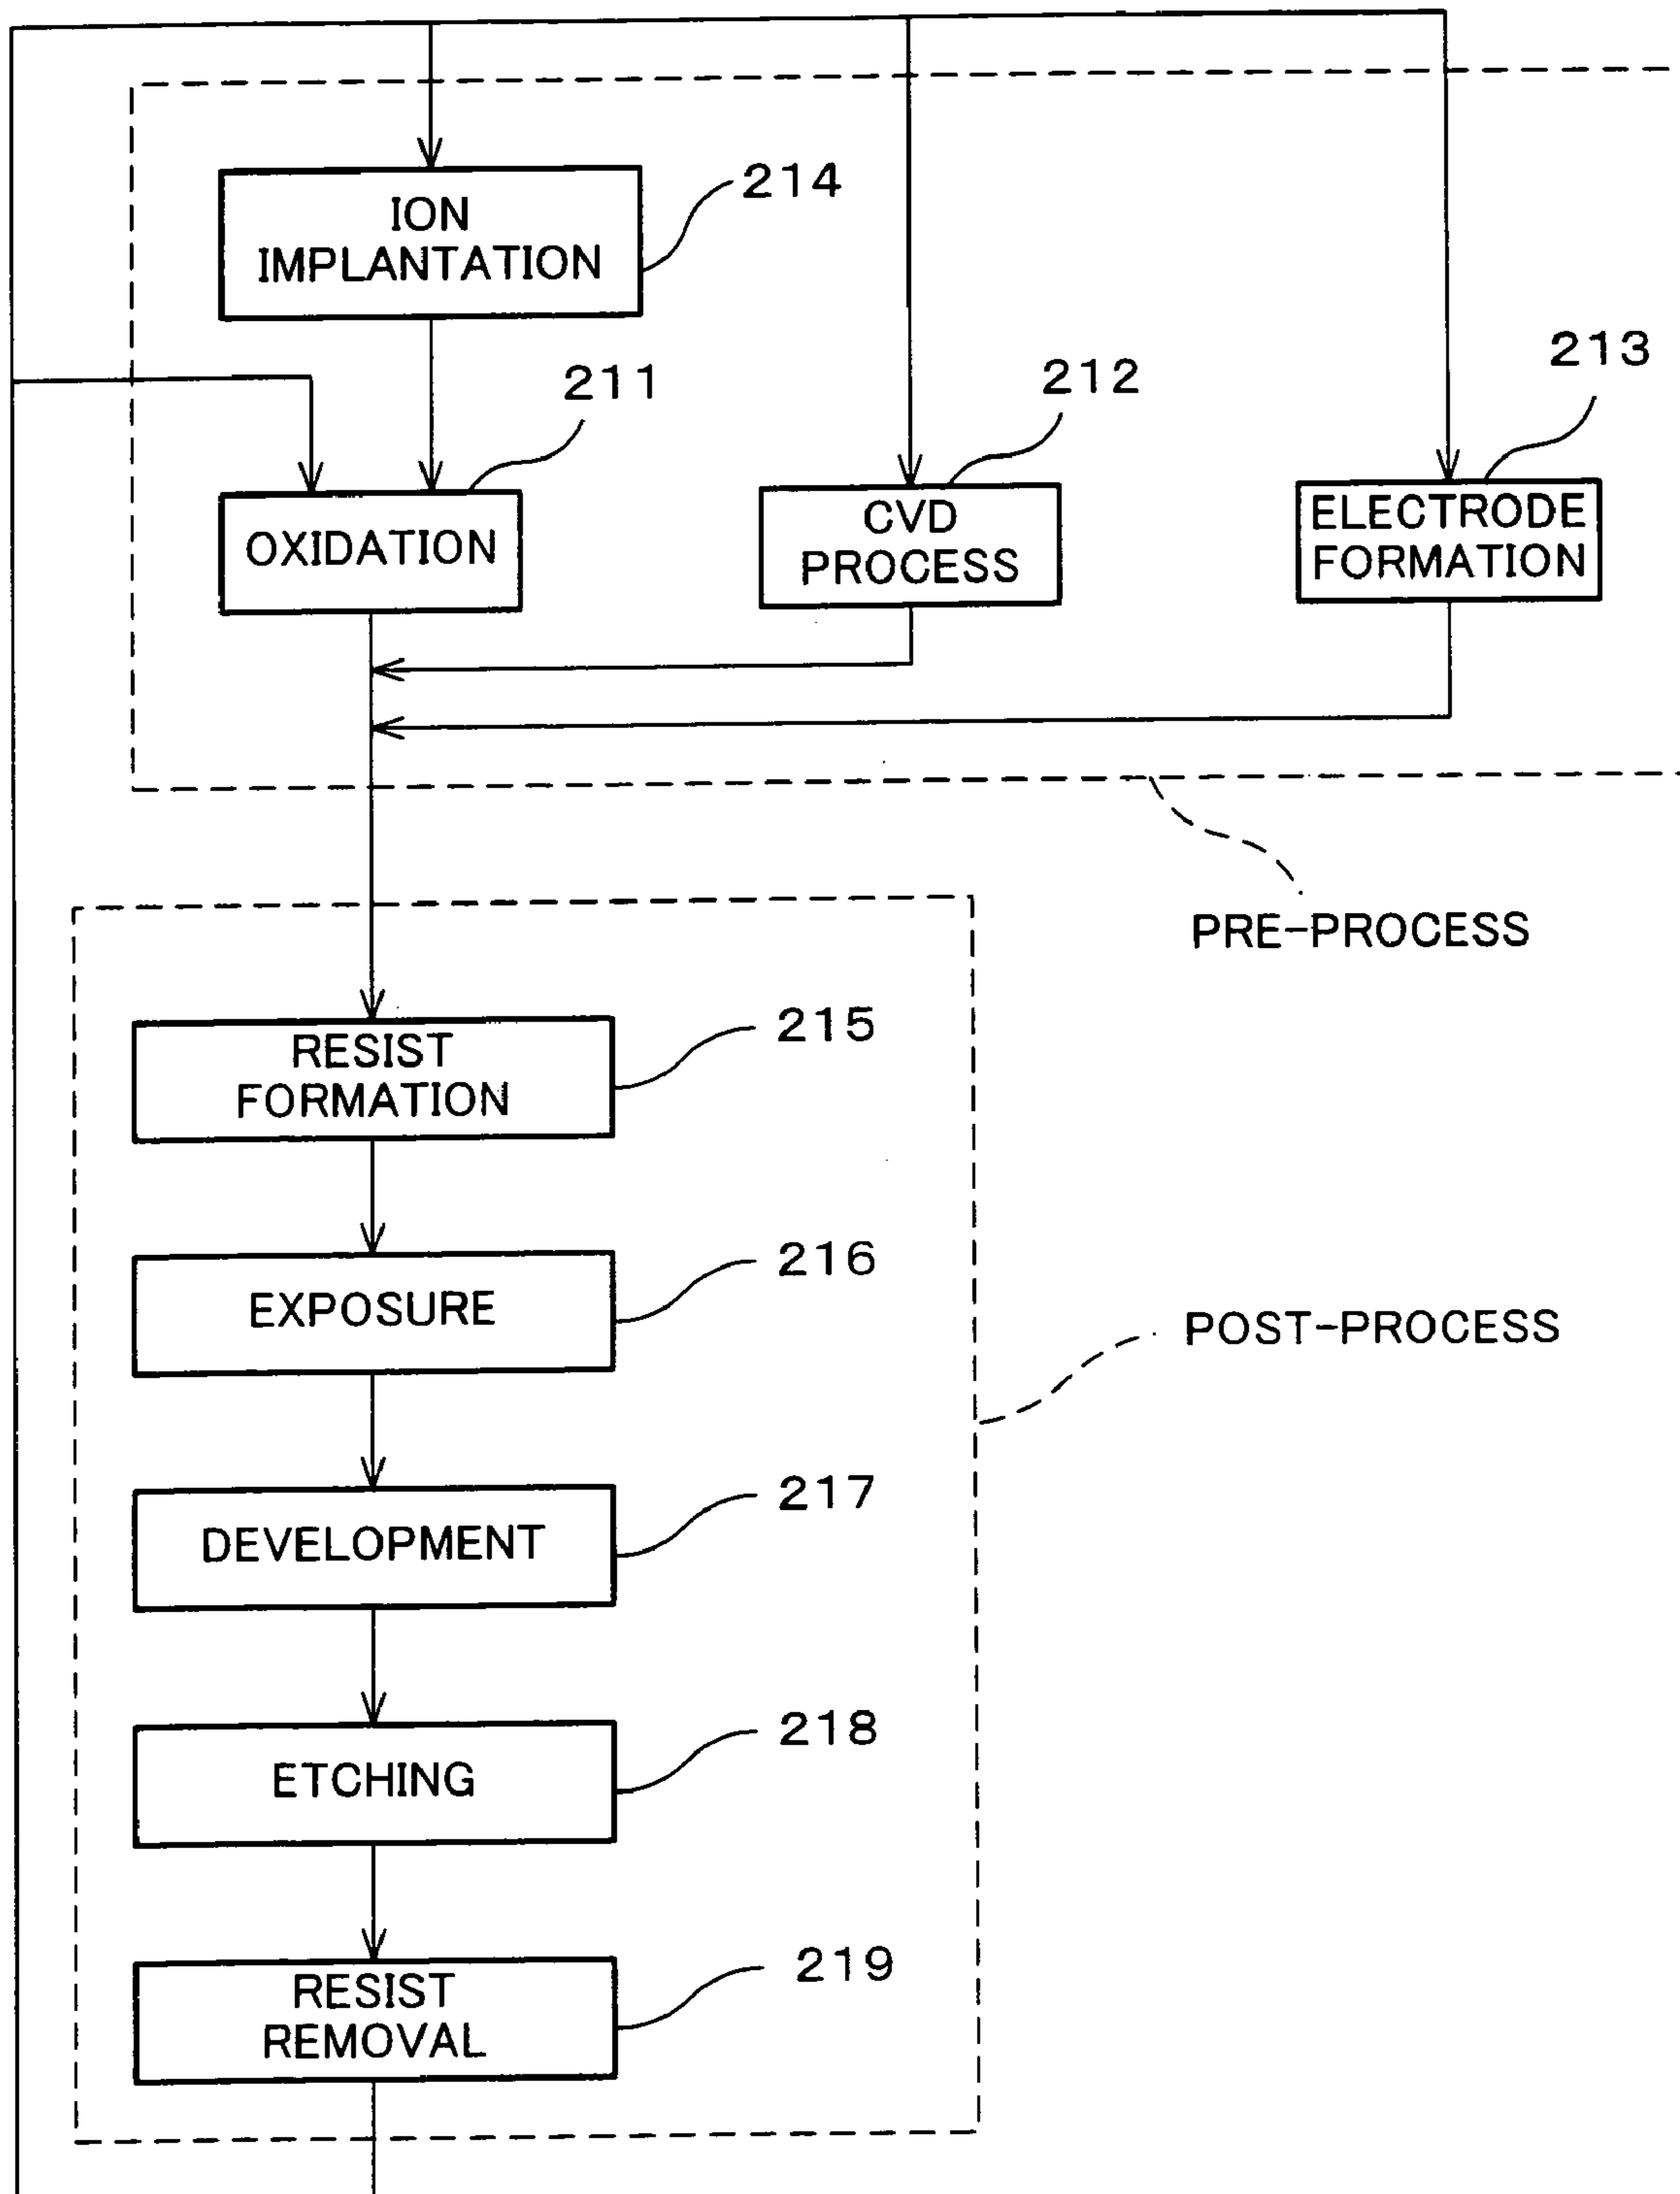 214
ION
IMPLANTATION
211
212
213
OXIDATION
CVD
PROCESS
ELECTRODE
FORMATION
PRE-PROCESS
215
RESIST
FORMATION
216
EXPOSURE
POST-PROCESS
217
DEVELOPMENT
218
ETCHING
219
RESIST
REMOVAL